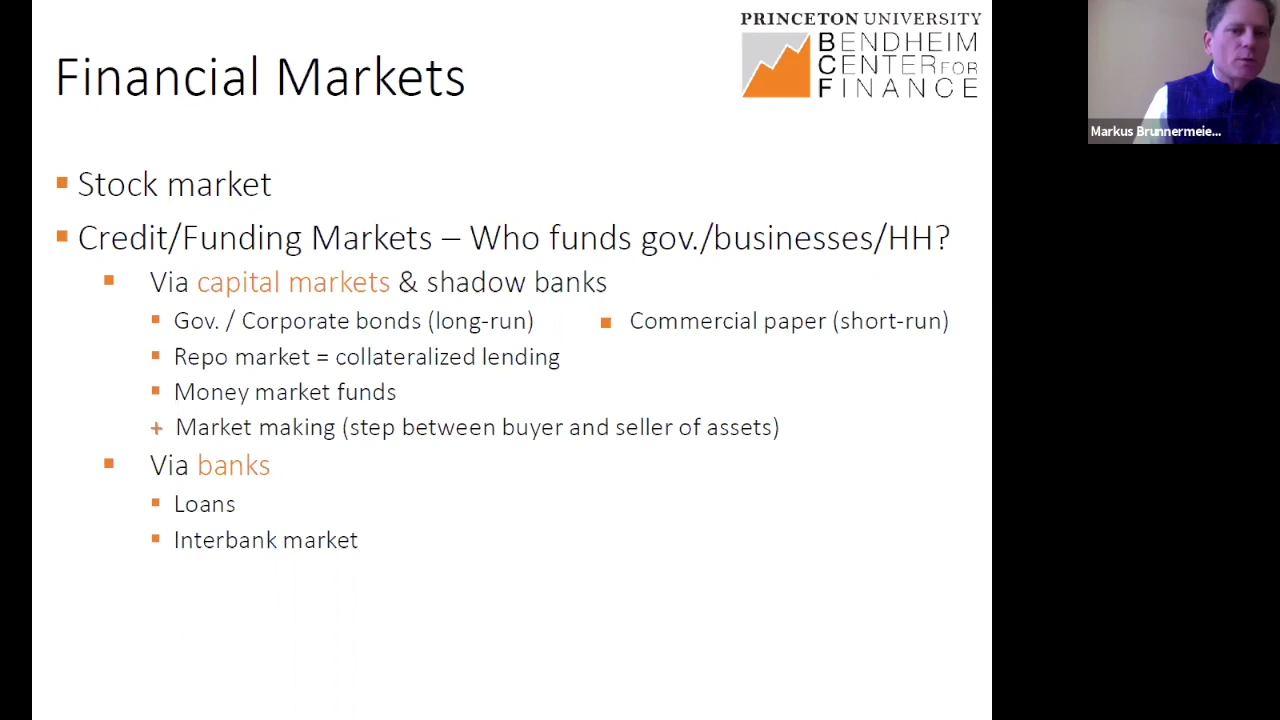 PRINCETON UNIVERSITY
BENDHEIM
CENTER FOR
FINANCE
Financial Markets
Markus Brunnermeie...
Stock market
Credit/Funding Markets – Who funds gov./businesses/HH?
Via capital markets & shadow banks
Gov. / Corporate bonds (long-run)
Commercial paper (short-run)
Repo market = collateralized lending
Money market funds
+ Market making (step between buyer and seller of assets)
Via banks
Loans
Interbank market